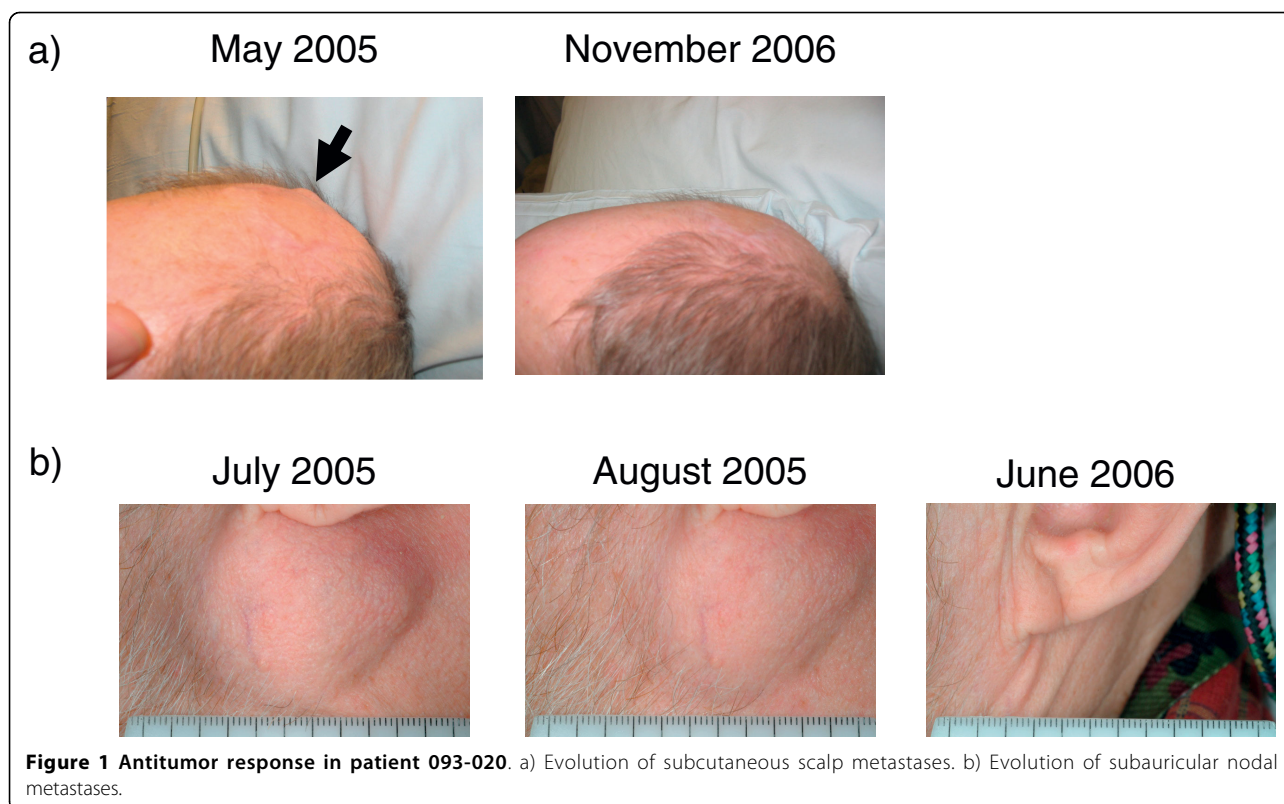 a)
May 2005
November 2006
b)
July 2005
August 2005
June 2006
Figure 1 Antitumor response in patient 093-020. a) Evolution of subcutaneous scalp metastases. b) Evolution of subauricular nodal
metastases.